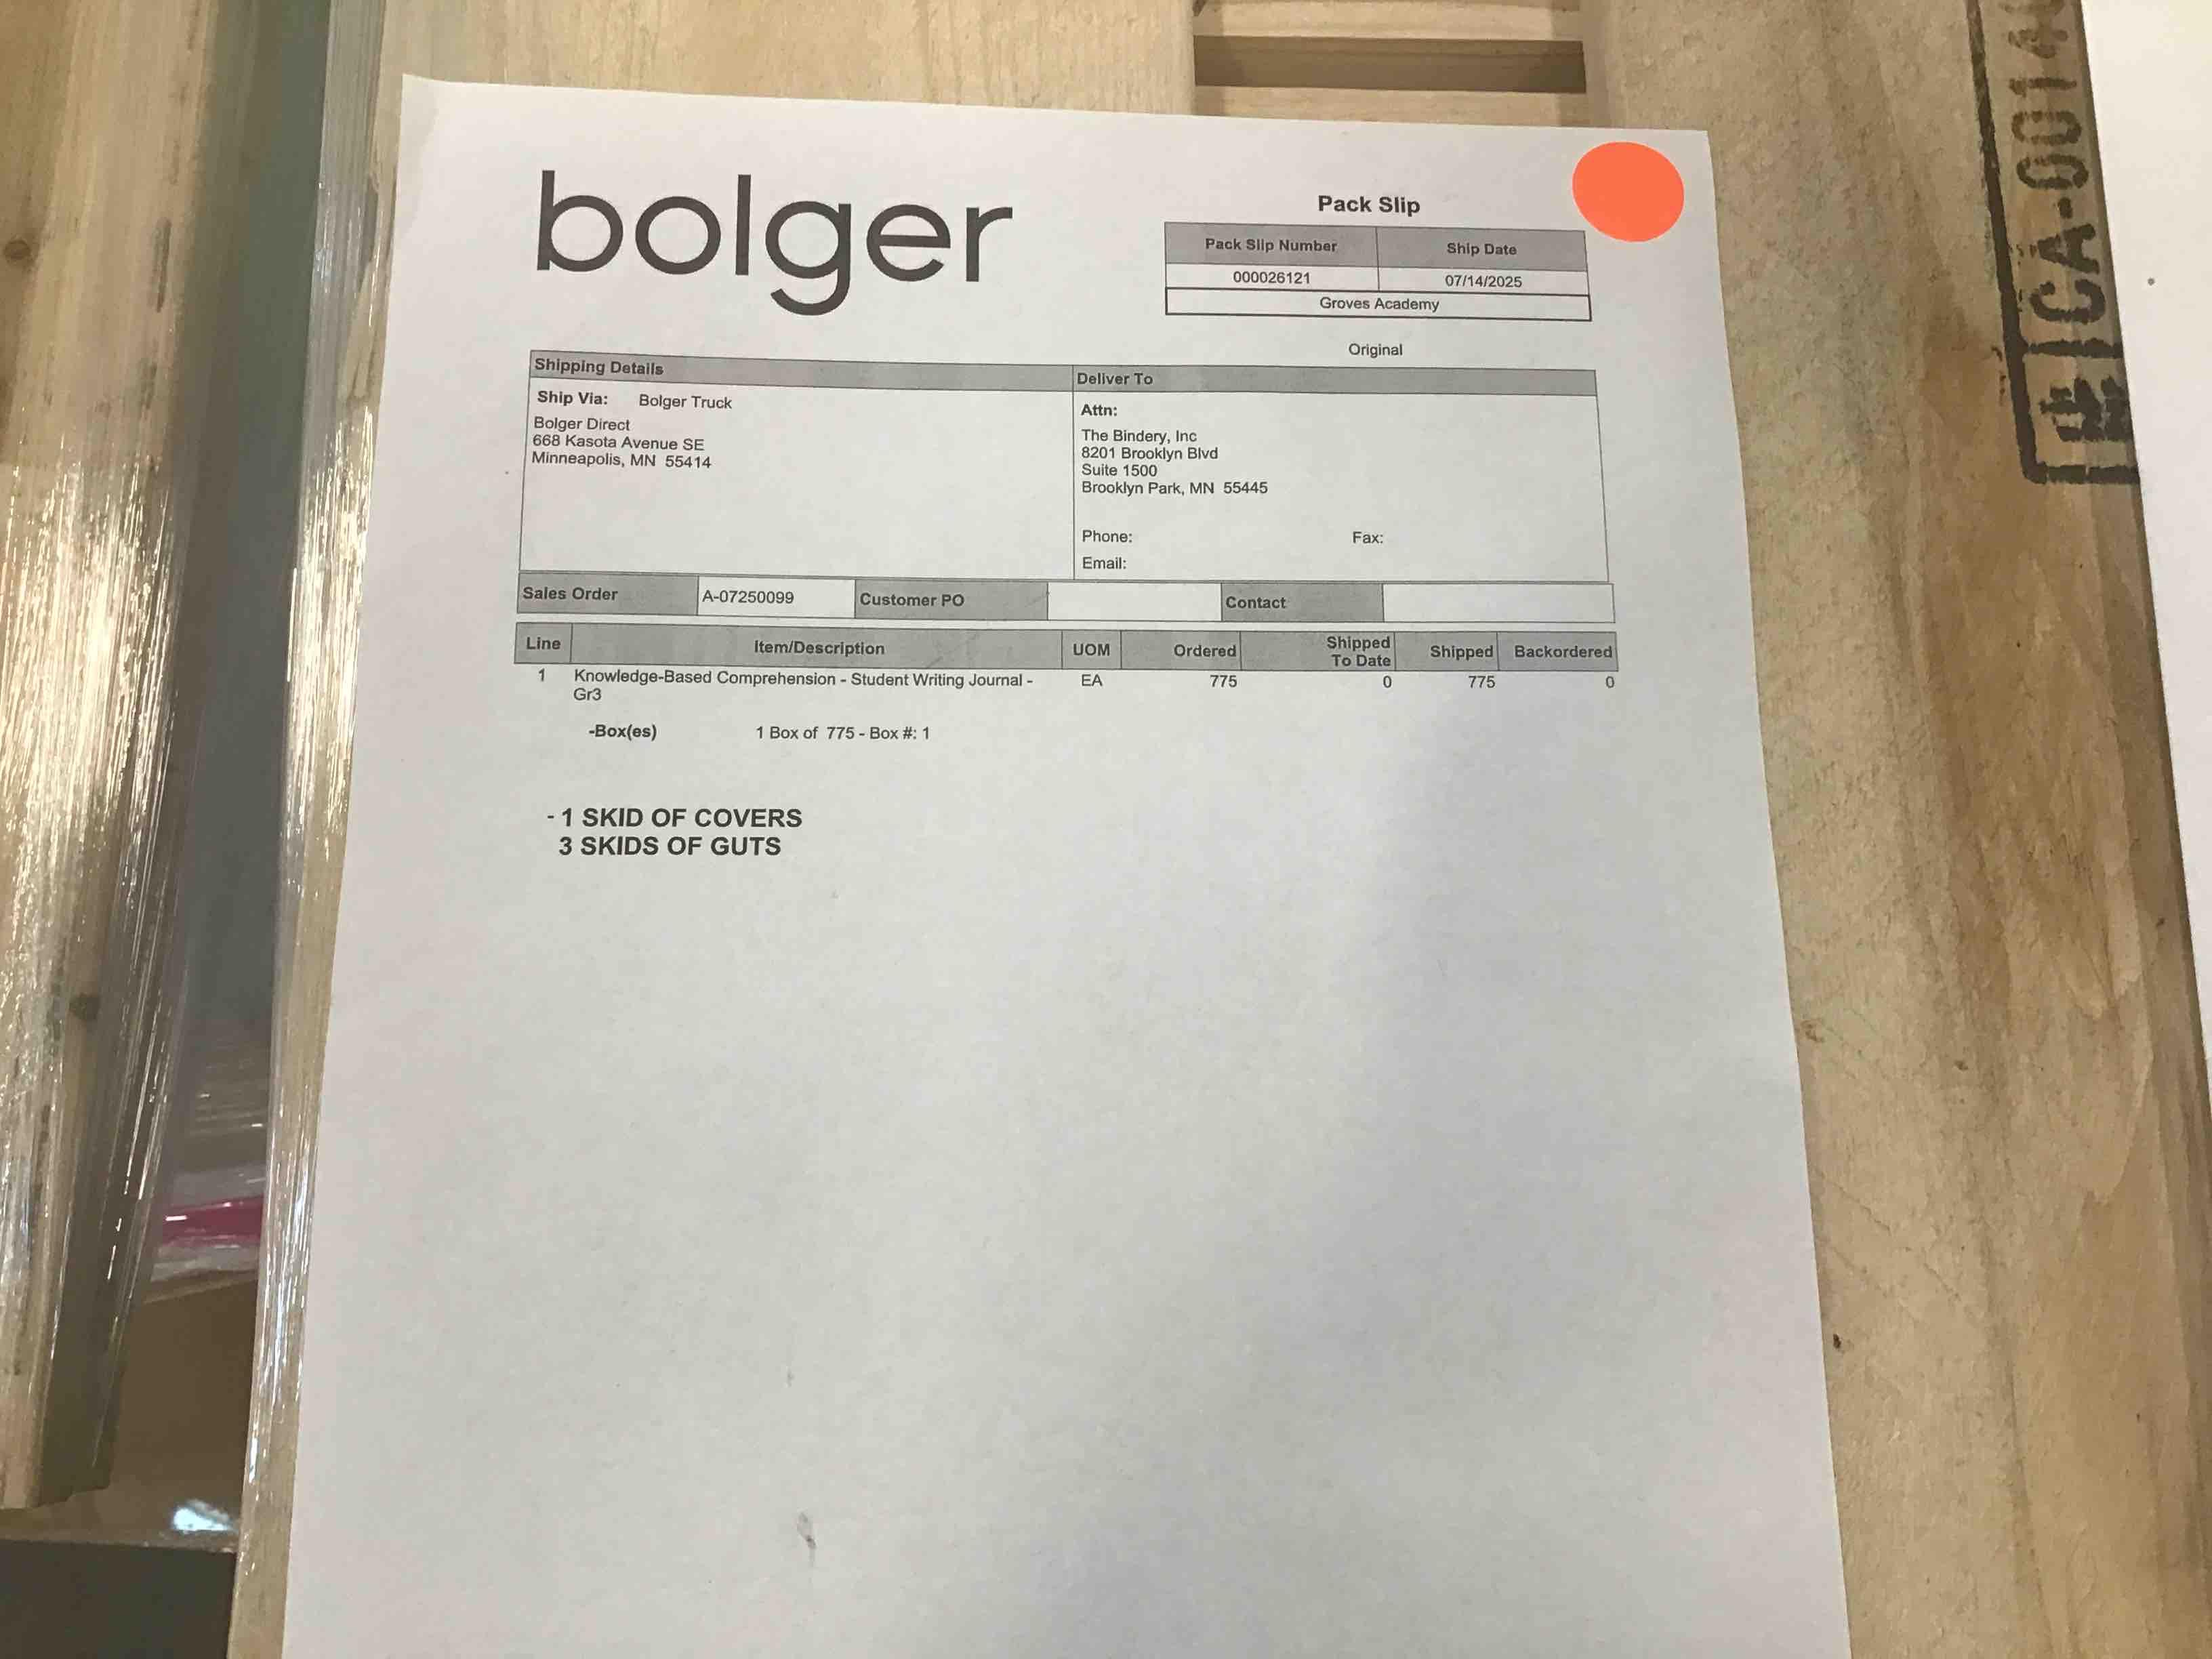 bolger
Pack Slip
Pack Slip Number Ship Date
000026121 07/14/2025
Groves Academy
Original
Shipping Details
Ship Via: Bolger Truck
Bolger Direct
668 Kasota Avenue SE
Minneapolis, MN 55414
Deliver To
Attn:
The Bindery, Inc
8201 Brooklyn Blvd
Suite 1500
Brooklyn Park, MN 55445
Phone: Fax:
Email:
Sales Order A-07250099 Customer PO Contact
Line Item/Description UOM Ordered Shipped To Date Shipped Backordered
1 Knowledge-Based Comprehension - Student Writing Journal - EA 775 0 775 0
Gr3
-Box(es) 1 Box of 775 - Box #: 1
- 1 SKID OF COVERS
3 SKIDS OF GUTS